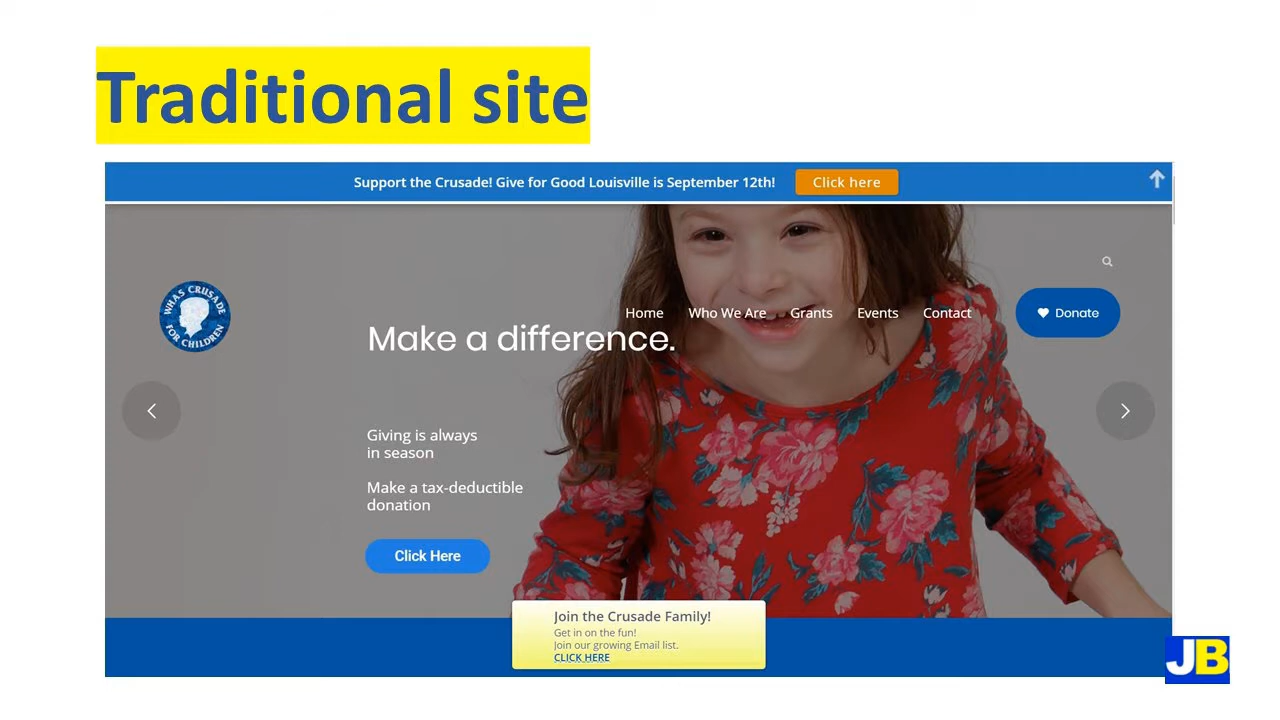 Traditional site
Support the Crusade! Give for Good Louisville is September 12th!
Click here
WHAS CRUSADE
FOR CHILDREN
Home Who We Are Grants Events Contact
Donate
Make a difference.
Giving is always
in season
Make a tax-deductible
donation
Click Here
Join the Crusade Family!
Get in on the fun!
Join our growing Email list.
CLICK HERE
JB